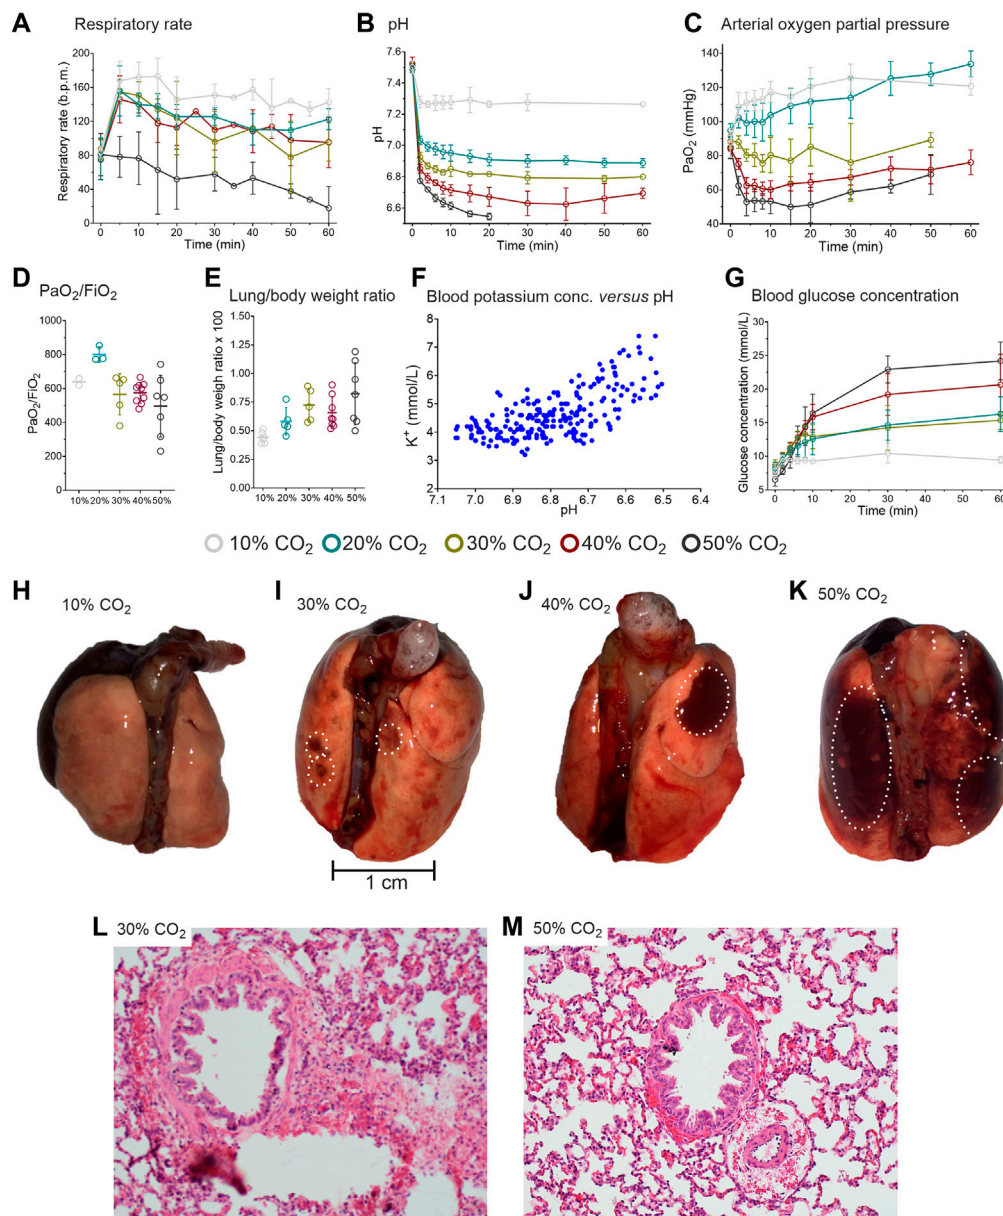 A Respiratory rate
Respiratory rate (b.p.m.)
200
160
120
80
40
0
0 10 20 30 40 50 60
Time (min)
B pH
pH
7.6
7.4
7.2
7.0
6.8
6.6
0 10 20 30 40 50 60
Time (min)
C Arterial oxygen partial pressure
PaO2 (mmHg)
140
120
100
80
60
40
0 10 20 30 40 50 60
Time (min)
D PaO2/FiO2
PaO2/FiO2
1000
800
600
400
200
0
10% 20% 30% 40% 50%
E Lung/body weight ratio
Lung/body weigh ratio x 100
1.50
1.25
1.00
0.75
0.50
0.25
0.00
10% 20% 30% 40% 50%
F Blood potassium conc. versus pH
K+ (mmol/L)
8
7
6
5
4
3
2
7.1 7.0 6.9 6.8 6.7 6.6 6.5 6.4
pH
G Blood glucose concentration
Glucose concentration (mmol/L)
30
25
20
15
10
5
0 10 20 30 40 50 60
Time (min)
10% CO2 20% CO2 30% CO2 40% CO2 50% CO2
H 10% CO2
I 30% CO2
J 40% CO2
K 50% CO2
1 cm
L 30% CO2
M 50% CO2